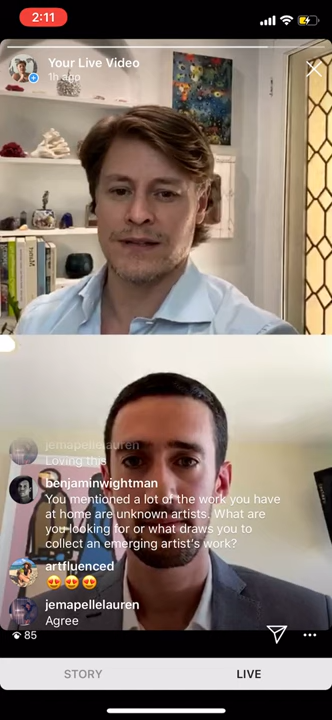 2:11
Your Live Video
1h ago
jemapellelauren
Loving this
benjaminwightman
You mentioned a lot of the work you have
at home are unknown artists. What are
you looking for or what draws you to
collect an emerging artist's work?
artfluenced
😍😍😍
jemapellelauren
Agree
85
STORY
LIVE